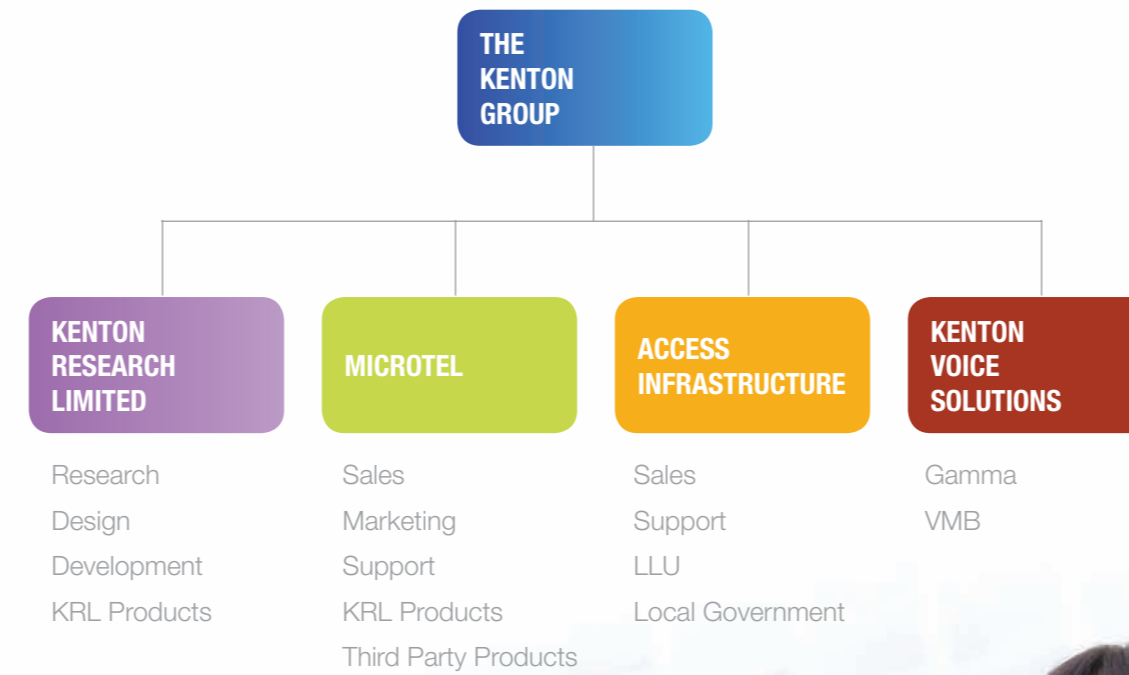 THE
KENTON
GROUP
KENTON
RESEARCH
LIMITED
MICROTEL
ACCESS
INFRASTRUCTURE
KENTON
VOICE
SOLUTIONS
Research
Design
Development
KRL Products
Sales
Marketing
Support
KRL Products
Third Party Products
Sales
Support
LLU
Local Government
Gamma
VMB